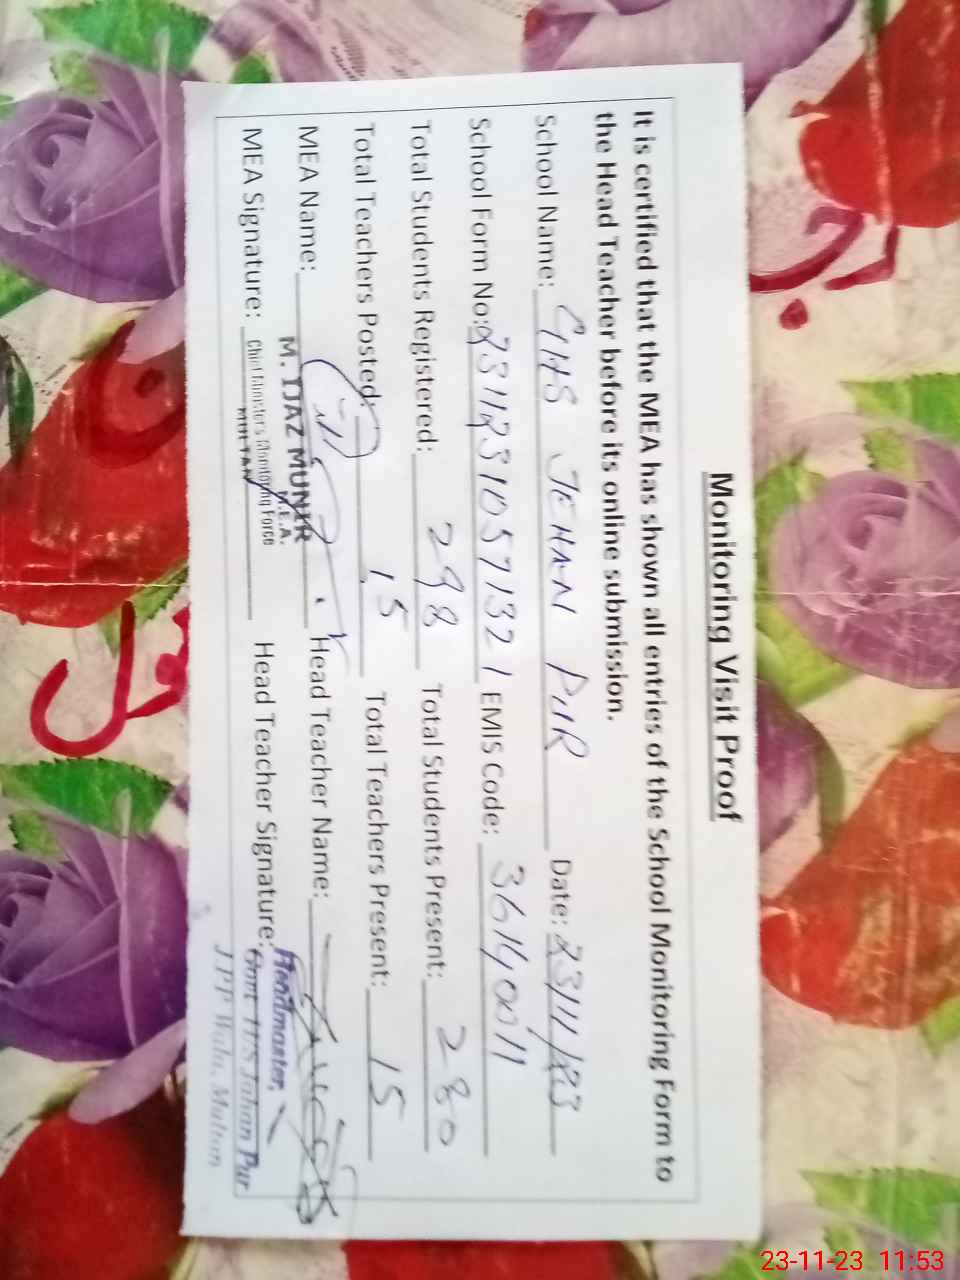 Monitoring Visit Proof
It is certified that the MEA has shown all entries of the School Monitoring Form to
the Head Teacher before its online submission.
School Name: GHS JEHAN PUR Date: 23/11/23
School Form No: 23112310571321 EMIS Code: 36140011
Total Students Registered: 298 Total Students Present: 280
Total Teachers Posted: 15 Total Teachers Present: 15
MEA Name: Head Teacher Name:
M. IJAZ MUNIR
M.E.A.
MEA Signature: Chief Minister's Monitoring Force Head Teacher Signature: Headmaster,
MULTAN Govt. H/S Jahan Pur
JPP Wala, Multan
23-11-23 11:53